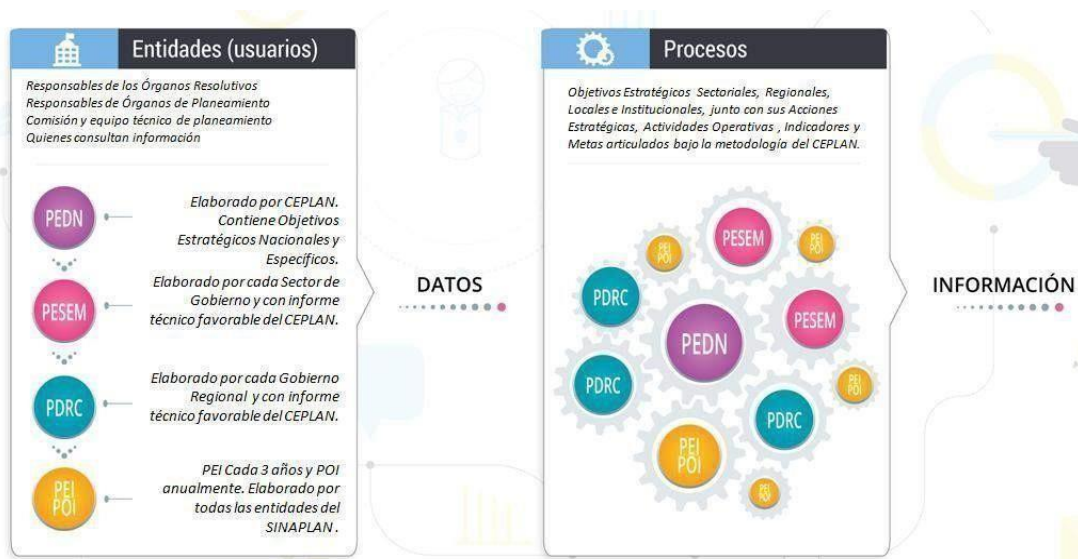 Entidades (usuarios)
Responsables de los Órganos Resolutivos
Responsables de Órganos de Planeamiento
Comisión y equipo técnico de planeamiento
Quienes consultan información
PEDN
Elaborado por CEPLAN.
Contiene Objetivos
Estratégicos Nacionales y
Específicos.
PESEM
Elaborado por cada Sector de
Gobierno y con informe
técnico favorable del CEPLAN.
PDRC
Elaborado por cada Gobierno
Regional y con informe
técnico favorable del CEPLAN.
PEI
POI
PEI Cada 3 años y POI
anualmente. Elaborado por
todas las entidades del
SINAPLAN.
DATOS
Procesos
Objetivos Estratégicos Sectoriales, Regionales,
Locales e Institucionales, junto con sus Acciones
Estratégicas, Actividades Operativas, Indicadores y
Metas articulados bajo la metodología del CEPLAN.
PEI
POI
PESEM
PEI
POI
PDRC
PEDN
PESEM
PDRC
PEI
POI
PDRC
PEI
POI
PEI
POI
INFORMACIÓN